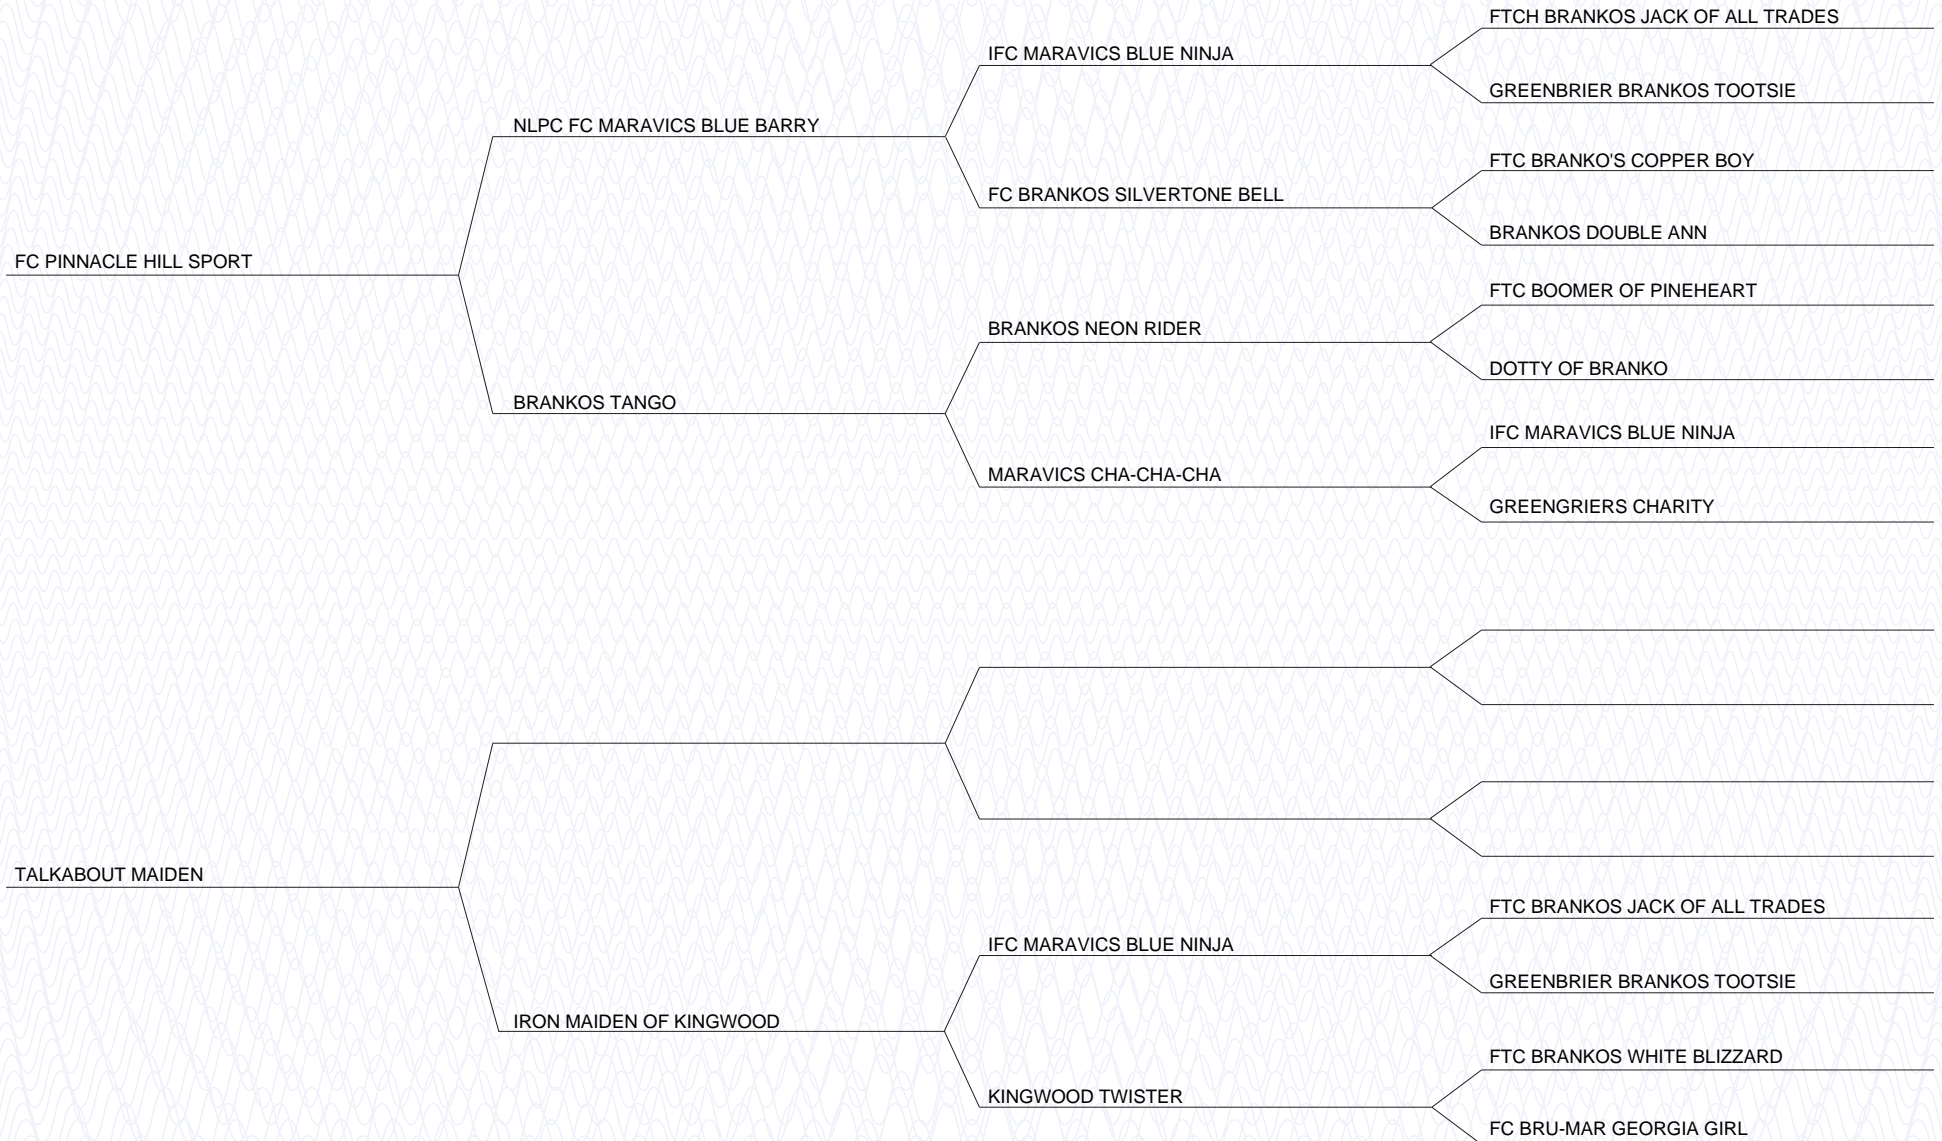 FTCH BRANKOS JACK OF ALL TRADES
IFC MARAVICS BLUE NINJA
GREENBRIER BRANKOS TOOTSIE
NLPC FC MARAVICS BLUE BARRY
FTC BRANKO'S COPPER BOY
FC BRANKOS SILVERTONE BELL
BRANKOS DOUBLE ANN
FC PINNACLE HILL SPORT
FTC BOOMER OF PINEHEART
BRANKOS NEON RIDER
DOTTY OF BRANKO
BRANKOS TANGO
IFC MARAVICS BLUE NINJA
MARAVICS CHA-CHA-CHA
GREENGRIERS CHARITY
TALKABOUT MAIDEN
FTC BRANKOS JACK OF ALL TRADES
IFC MARAVICS BLUE NINJA
GREENBRIER BRANKOS TOOTSIE
IRON MAIDEN OF KINGWOOD
FTC BRANKOS WHITE BLIZZARD
KINGWOOD TWISTER
FC BRU-MAR GEORGIA GIRL